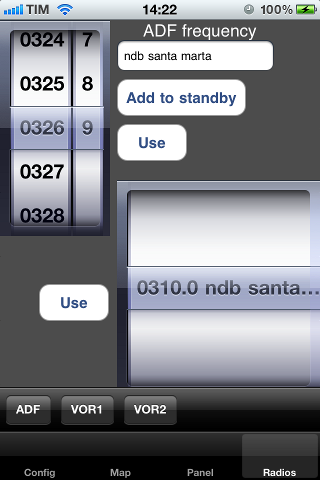 TIM 14:22 100%
ADF frequency
ndb santa marta
0324 7
0325 8
0326 9
0327
0328
Add to standby
Use
0310.0 ndb santa...
Use
ADF VOR1 VOR2
Config Map Panel Radios